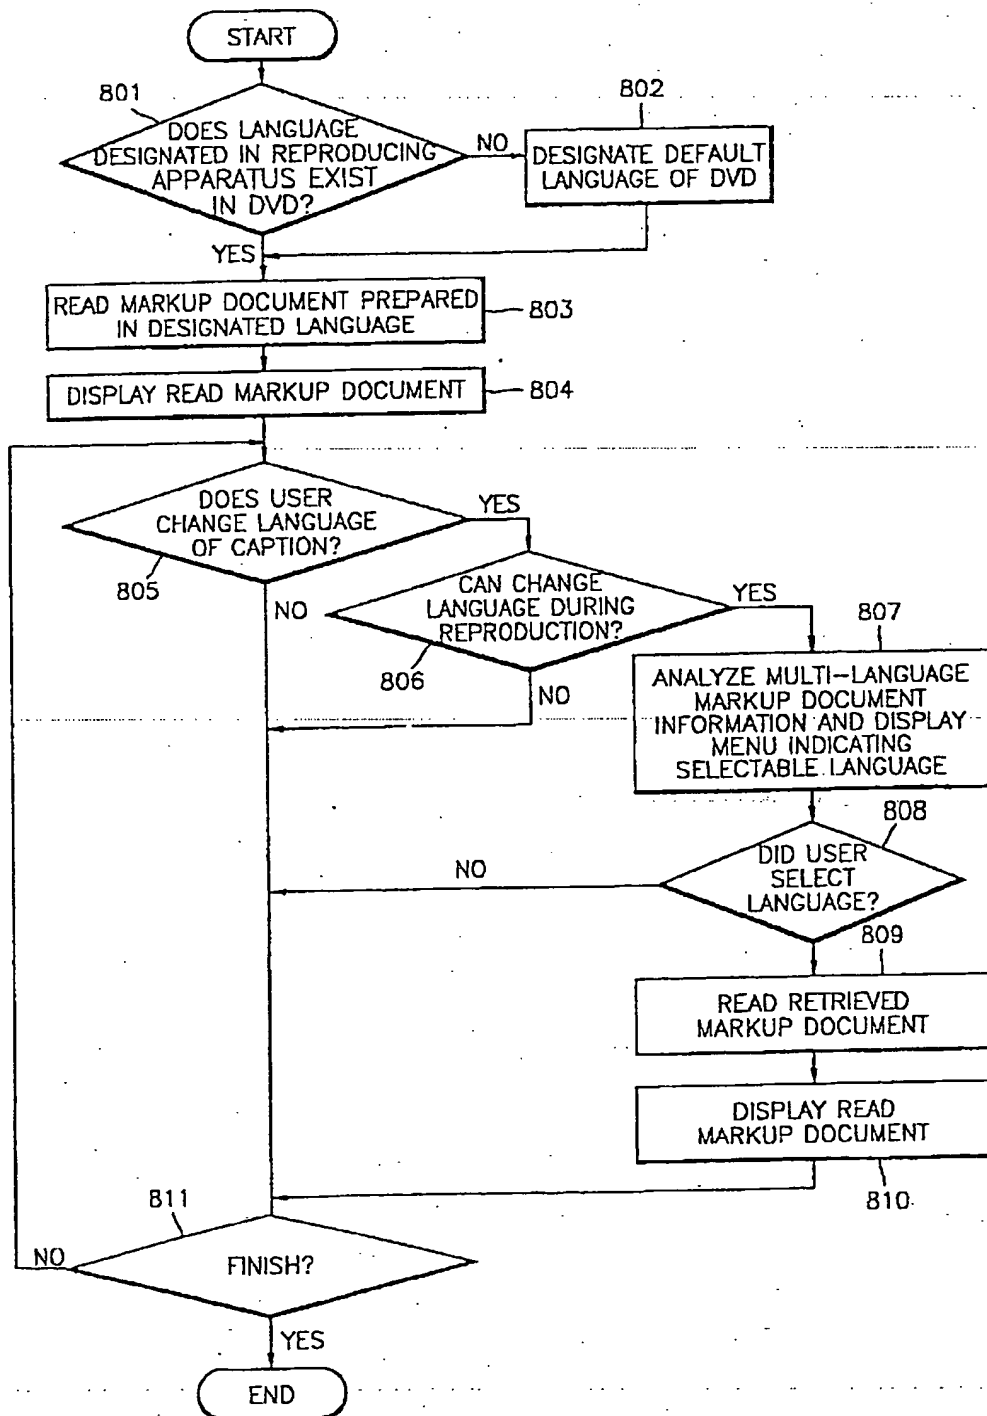 START
801
DOES LANGUAGE
DESIGNATED IN REPRODUCING
APPARATUS EXIST
IN DVD?
NO
802
DESIGNATE DEFAULT
LANGUAGE OF DVD
YES
READ MARKUP DOCUMENT PREPARED
IN DESIGNATED LANGUAGE
803
DISPLAY READ MARKUP DOCUMENT
804
DOES USER
CHANGE LANGUAGE
OF CAPTION?
805
YES
NO
CAN CHANGE
LANGUAGE DURING
REPRODUCTION?
806
YES
NO
807
ANALYZE MULTI-LANGUAGE
MARKUP DOCUMENT
INFORMATION AND DISPLAY
MENU INDICATING
SELECTABLE LANGUAGE
808
DID USER
SELECT
LANGUAGE?
NO
809
READ RETRIEVED
MARKUP DOCUMENT
DISPLAY READ
MARKUP DOCUMENT
810
811
FINISH?
NO
YES
END